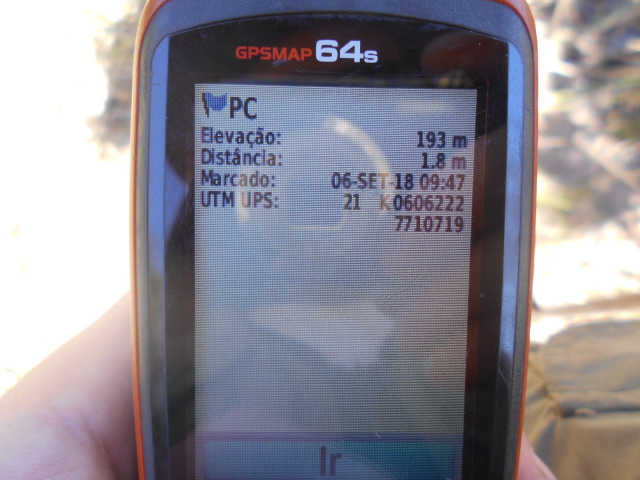 GPSMAP 64s
PC
Elevação: 193 m
Distância: 1.8 m
Marcado: 06-SET-18 09:47
UTM UPS: 21 K 0606222
7710719
Ir